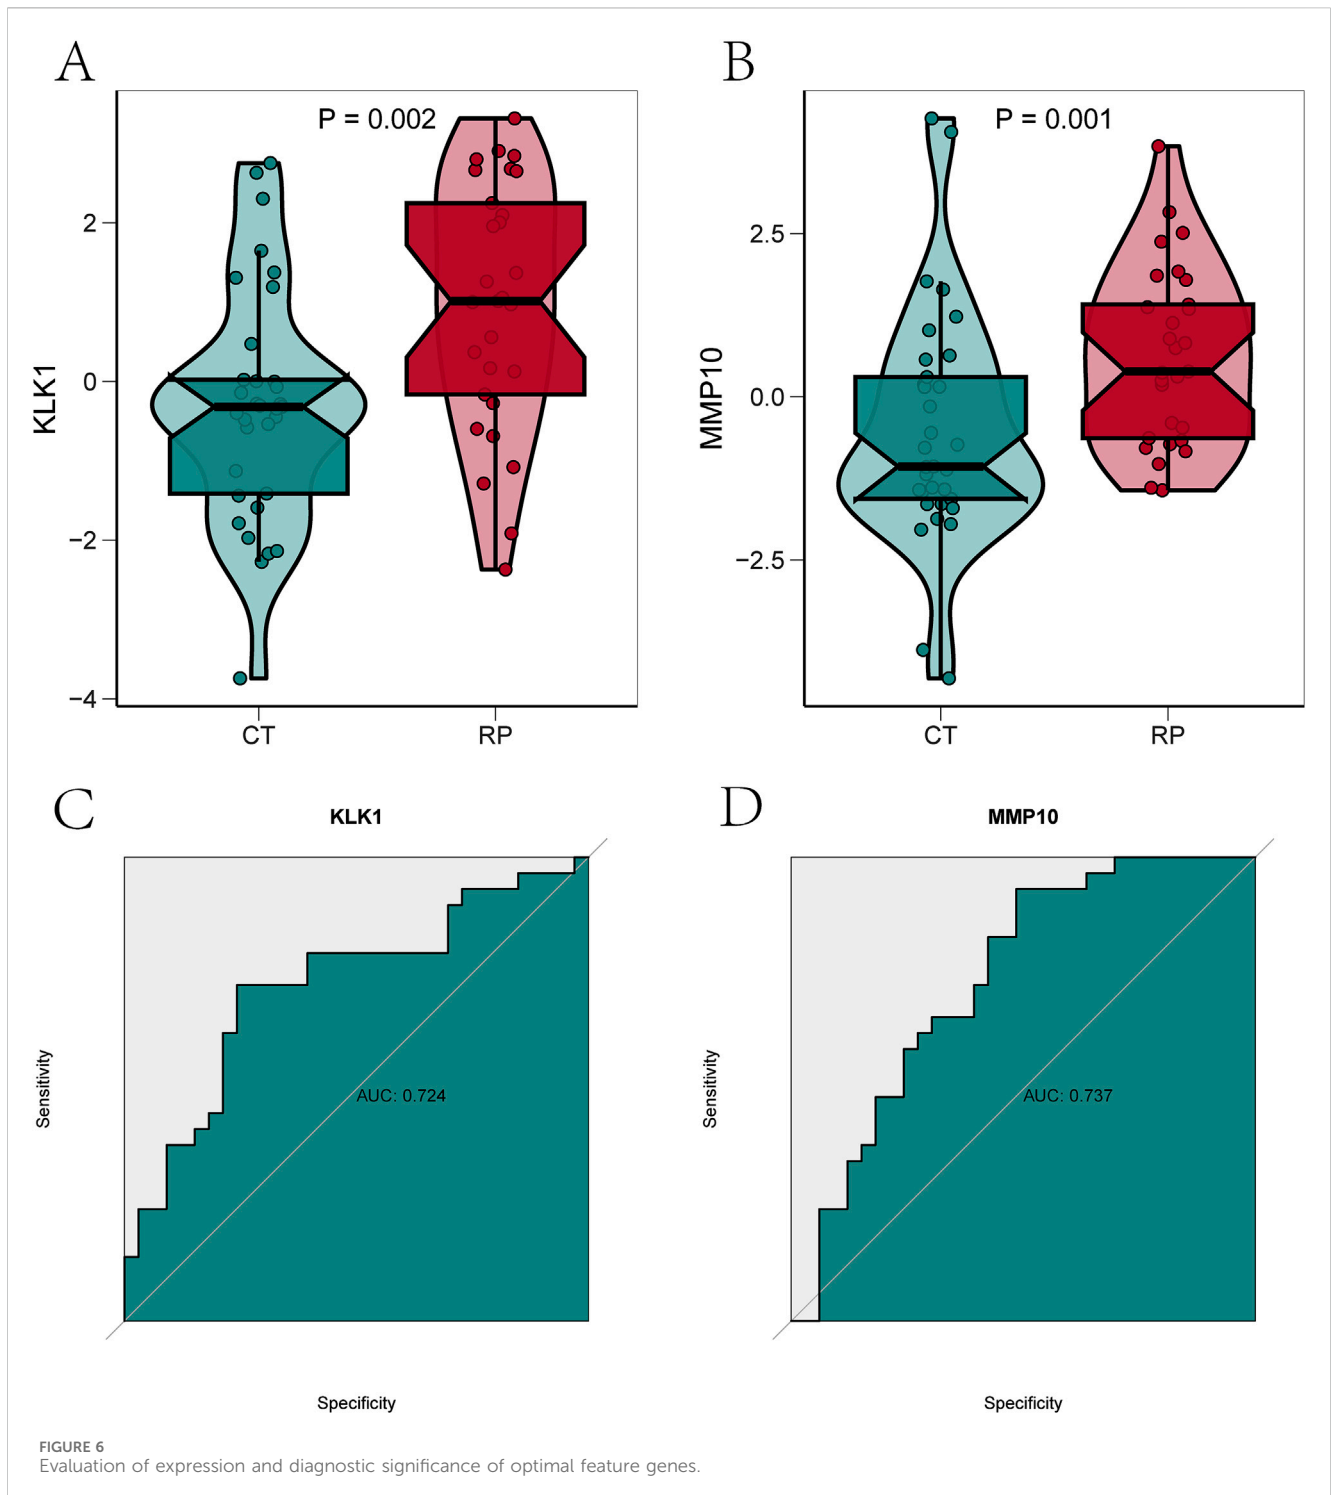 A
P = 0.002
KLK1
2
0
−2
−4
CT
RP
B
P = 0.001
MMP10
2.5
0.0
−2.5
CT
RP
C
KLK1
Sensitivity
AUC: 0.724
Specificity
D
MMP10
Sensitivity
AUC: 0.737
Specificity
FIGURE 6
Evaluation of expression and diagnostic significance of optimal feature genes.